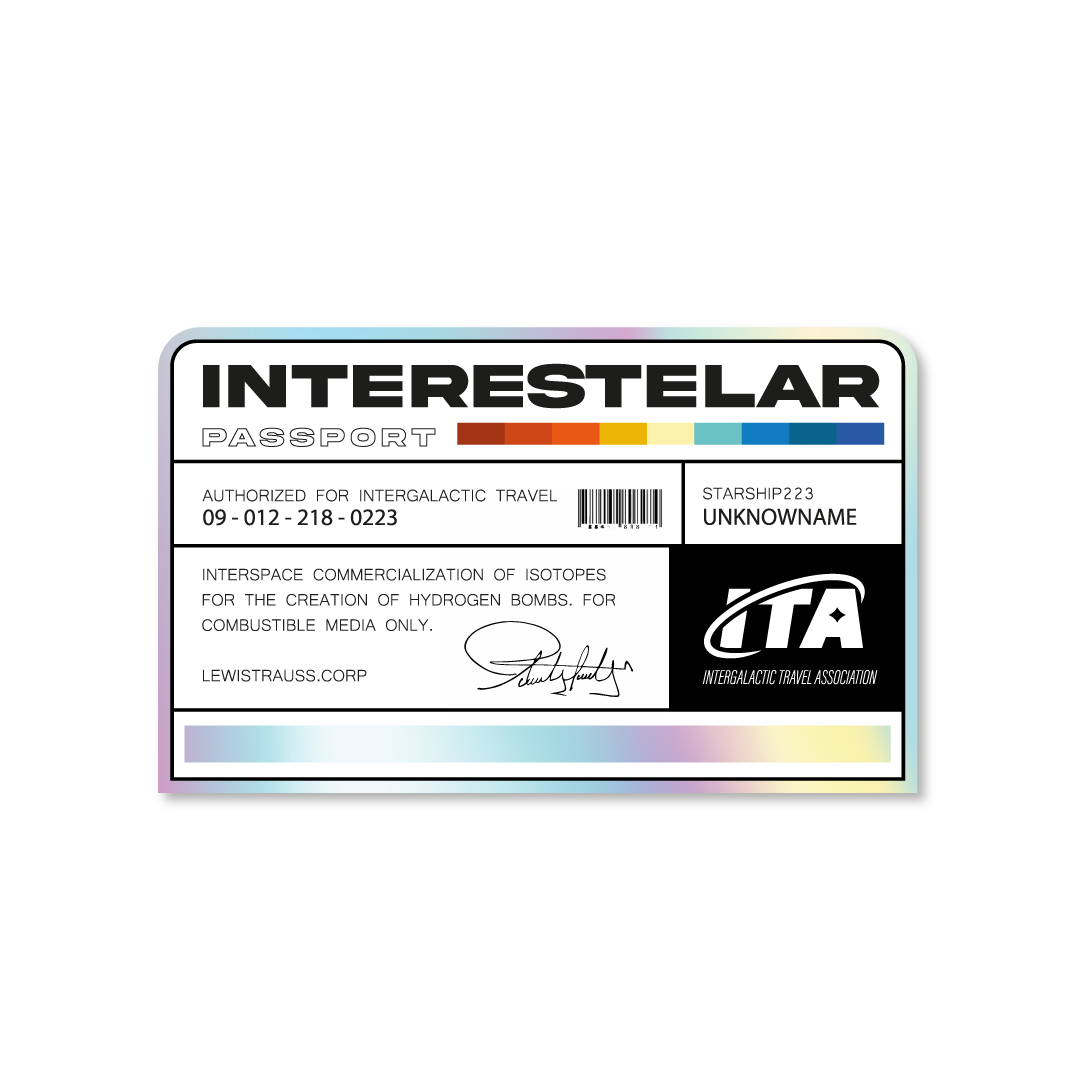 INTERESTELAR
PASSPORT
AUTHORIZED FOR INTERGALACTIC TRAVEL
09 - 012 - 218 - 0223
STARSHIP223
UNKNOWNAME
INTERSPACE COMMERCIALIZATION OF ISOTOPES
FOR THE CREATION OF HYDROGEN BOMBS. FOR
COMBUSTIBLE MEDIA ONLY.
LEWISTRAUSS.CORP
ITA
INTERGALACTIC TRAVEL ASSOCIATION